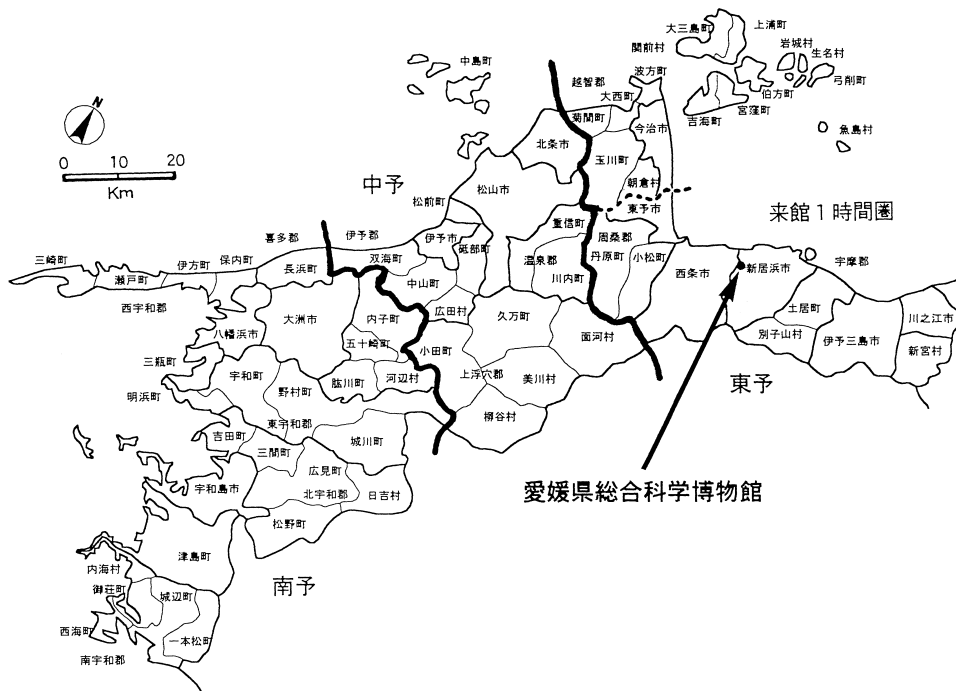 大三島町
上浦町
関前村
岩城村
生名村
弓削町
中島町
越智郡
波方町
大西町
伯方町
宮窪町
吉海町
N
菊間町
今治市
魚島村
北条市
玉川町
0 10 20
Km
中予
松山市
朝倉村
松前町
東予市
来館1時間圏
重信町
喜多郡
伊予郡
伊予市
砥部町
周桑郡
三崎町
伊方町
保内町
双海町
温泉郡
丹原町
小松町
西条市
新居浜市
宇摩郡
瀬戸町
長浜町
中山町
川内町
西宇和郡
広田村
久万町
土居町
大洲市
内子町
川之江市
八幡浜市
面河村
別子山村
伊予三島市
五十崎町
小田町
新宮村
三瓶町
宇和町
野村町
肱川町
河辺村
上浮穴郡
美川村
東予
明浜町
柳谷村
東宇和郡
吉田町
城川町
三間町
広見町
宇和島市
北宇和郡
日吉村
愛媛県総合科学博物館
松野町
津島町
内海村
南予
御荘町
城辺町
西海町
一本松町
南宇和郡